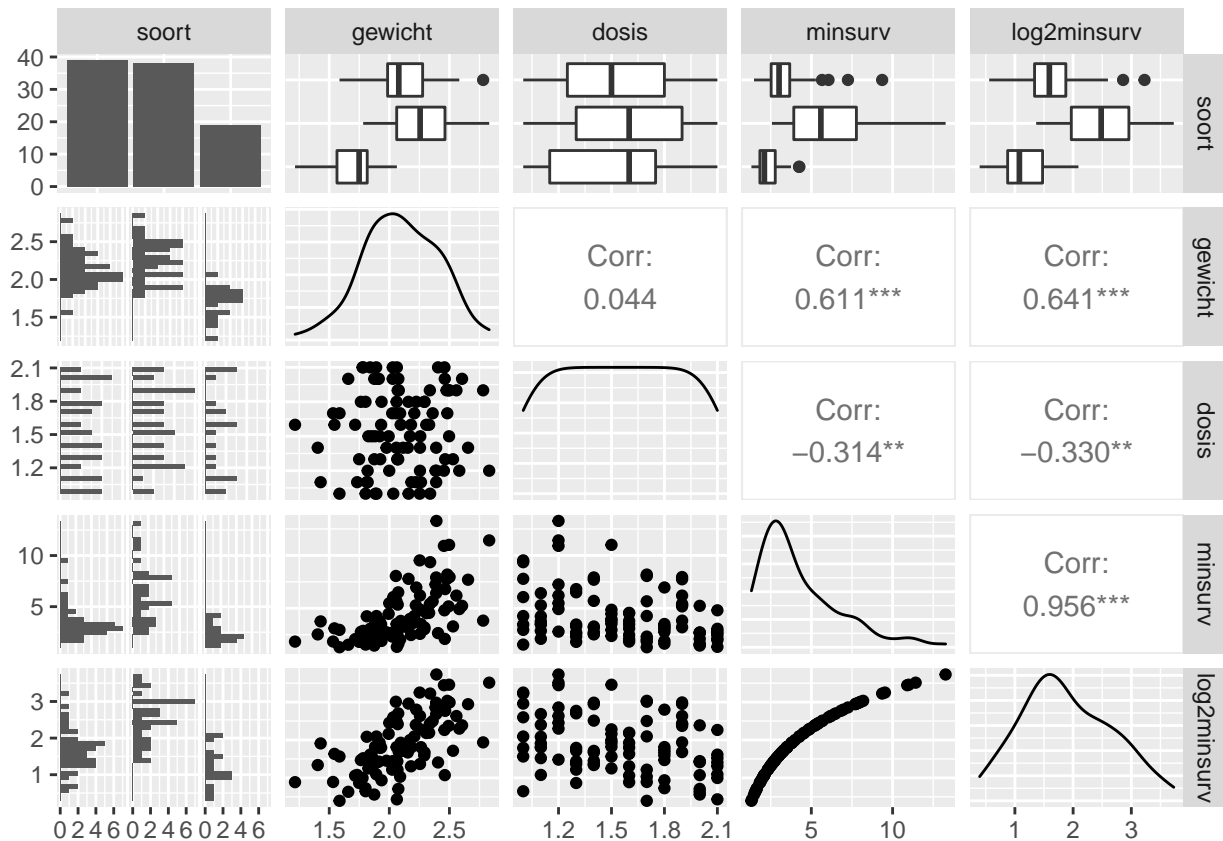 soort gewicht dosis minsurv log2minsurv
40
30
20
10
0
soort
2.5
2.0
1.5
Corr:
0.044
Corr:
0.611***
Corr:
0.641***
gewicht
2.1
1.8
1.5
1.2
Corr:
−0.314**
Corr:
−0.330**
dosis
10
5
Corr:
0.956***
minsurv
3
2
1
log2minsurv
0 2 4 6 0 2 4 6 0 2 4 6 1.5 2.0 2.5 1.2 1.5 1.8 2.1 5 10 1 2 3